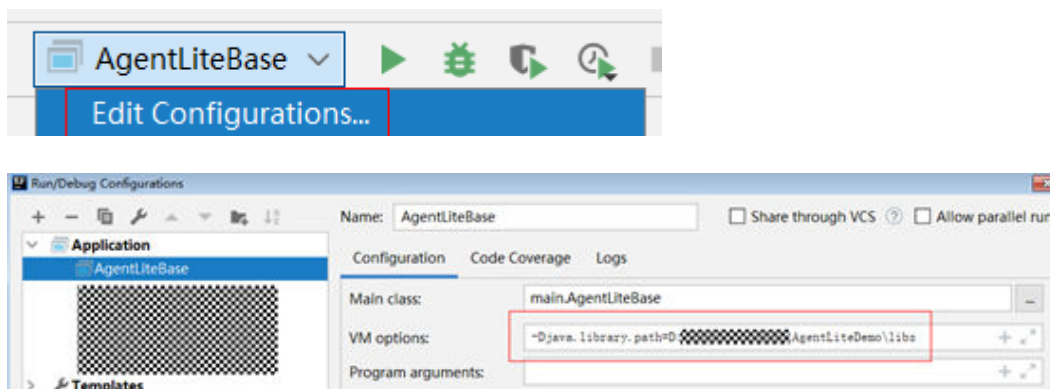 AgentLiteBase
Edit Configurations...
Run/Debug Configurations
Name: AgentLiteBase Share through VCS ? Allow parallel run
Application
AgentLiteBase
Configuration Code Coverage Logs
Main class: main.AgentLiteBase ...
VM options: -Djava.library.path=D: AgentLiteDemo\libs
Program arguments:
Templates